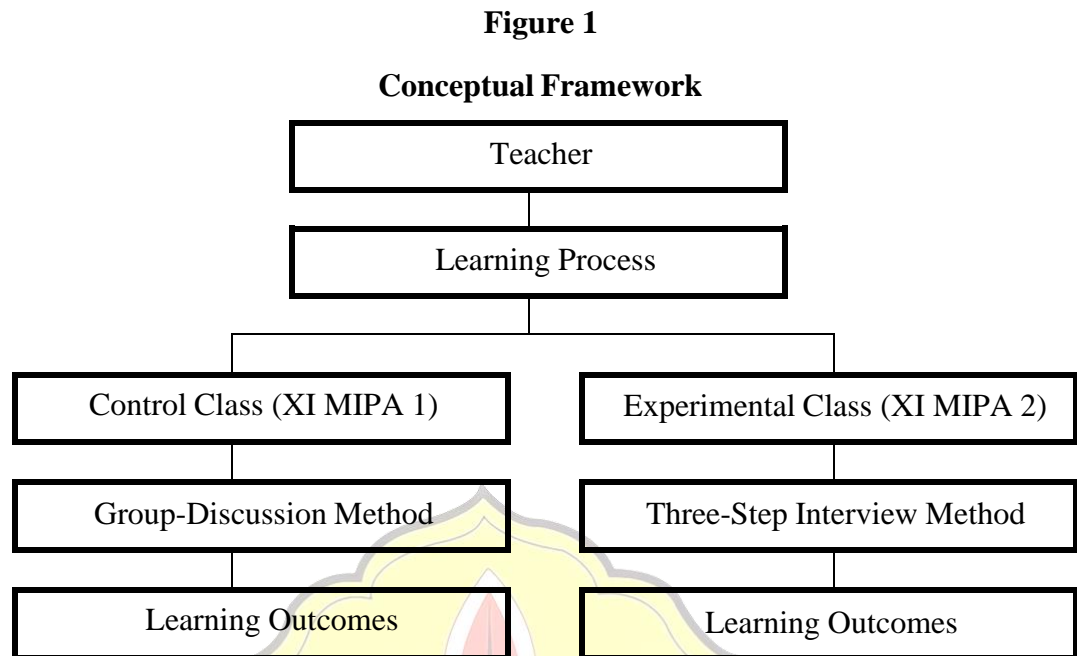 Figure 1
Conceptual Framework
Teacher
Learning Process
Control Class (XI MIPA 1)
Experimental Class (XI MIPA 2)
Group-Discussion Method
Three-Step Interview Method
Learning Outcomes
Learning Outcomes